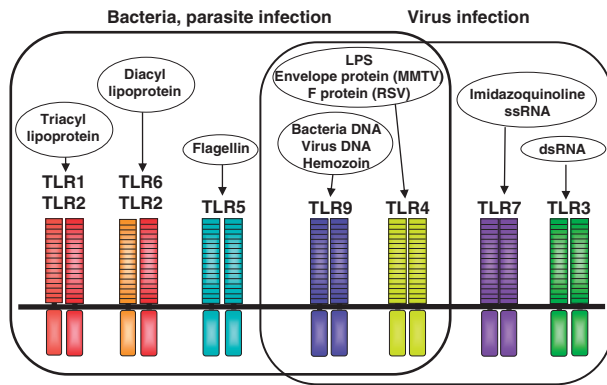 Bacteria, parasite infection
Virus infection
Triacyl
lipoprotein
TLR1
TLR2
Diacyl
lipoprotein
TLR6
TLR2
Flagellin
TLR5
Bacteria DNA
Virus DNA
Hemozoin
TLR9
LPS
Envelope protein (MMTV)
F protein (RSV)
TLR4
Imidazoquinoline
ssRNA
TLR7
dsRNA
TLR3